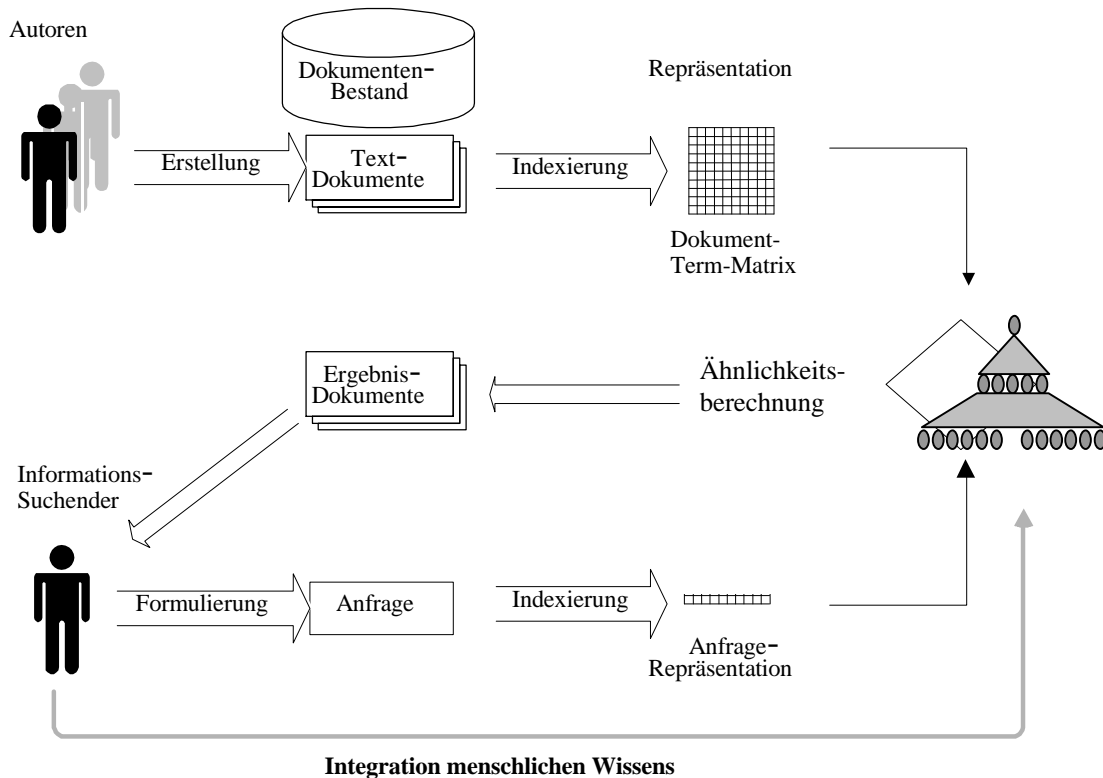 Autoren
Dokumenten-
Bestand
Repräsentation
Erstellung
Text-
Dokumente
Indexierung
Dokument-
Term-Matrix
Ergebnis-
Dokumente
Ähnlichkeits-
berechnung
Informations-
Suchender
Formulierung
Anfrage
Indexierung
Anfrage-
Repräsentation
Integration menschlichen Wissens